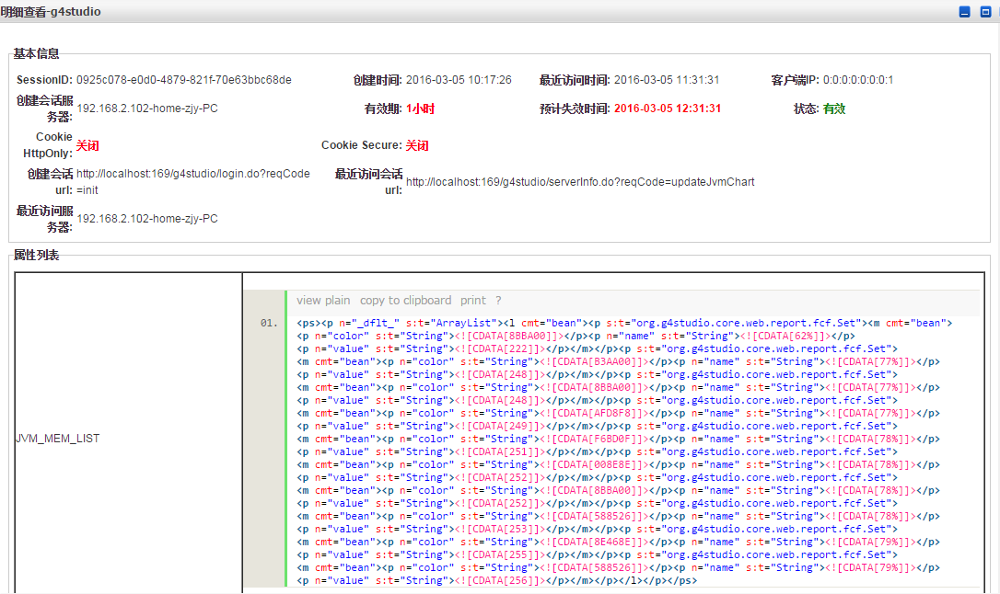 明细查看-g4studio
基本信息
SessionID: 0925c078-e0d0-4879-821f-70e63bbc68de 创建时间: 2016-03-05 10:17:26 最近访问时间: 2016-03-05 11:31:31 客户端IP: 0:0:0:0:0:0:0:1
创建会话服务器: 192.168.2.102-home-zjy-PC 有效期: 1小时 预计失效时间: 2016-03-05 12:31:31 状态: 有效
Cookie HttpOnly: 关闭 Cookie Secure: 关闭
创建会话url: http://localhost:169/g4studio/login.do?reqCode=init 最近访问会话url: http://localhost:169/g4studio/serverInfo.do?reqCode=updateJvmChart
最近访问服务器: 192.168.2.102-home-zjy-PC
属性列表
view plain copy to clipboard print ?
JVM_MEM_LIST
01. <ps><p n="_dflt_" s:t="ArrayList"><l cmt="bean"><p s:t="org.g4studio.core.web.report.fcf.Set"><m cmt="bean">
<p n="color" s:t="String"><![CDATA[8BBA00]]></p><p n="name" s:t="String"><![CDATA[62%]]></p>
<p n="value" s:t="String"><![CDATA[222]]></p></m></p><p s:t="org.g4studio.core.web.report.fcf.Set">
<m cmt="bean"><p n="color" s:t="String"><![CDATA[B3AA00]]></p><p n="name" s:t="String"><![CDATA[77%]]></p>
<p n="value" s:t="String"><![CDATA[248]]></p></m></p><p s:t="org.g4studio.core.web.report.fcf.Set">
<m cmt="bean"><p n="color" s:t="String"><![CDATA[8BBA00]]></p><p n="name" s:t="String"><![CDATA[77%]]></p>
<p n="value" s:t="String"><![CDATA[248]]></p></m></p><p s:t="org.g4studio.core.web.report.fcf.Set">
<m cmt="bean"><p n="color" s:t="String"><![CDATA[AFD8F8]]></p><p n="name" s:t="String"><![CDATA[77%]]></p>
<p n="value" s:t="String"><![CDATA[249]]></p></m></p><p s:t="org.g4studio.core.web.report.fcf.Set">
<m cmt="bean"><p n="color" s:t="String"><![CDATA[F6BD0F]]></p><p n="name" s:t="String"><![CDATA[78%]]></p>
<p n="value" s:t="String"><![CDATA[251]]></p></m></p><p s:t="org.g4studio.core.web.report.fcf.Set">
<m cmt="bean"><p n="color" s:t="String"><![CDATA[008E8E]]></p><p n="name" s:t="String"><![CDATA[78%]]></p>
<p n="value" s:t="String"><![CDATA[252]]></p></m></p><p s:t="org.g4studio.core.web.report.fcf.Set">
<m cmt="bean"><p n="color" s:t="String"><![CDATA[8BBA00]]></p><p n="name" s:t="String"><![CDATA[78%]]></p>
<p n="value" s:t="String"><![CDATA[252]]></p></m></p><p s:t="org.g4studio.core.web.report.fcf.Set">
<m cmt="bean"><p n="color" s:t="String"><![CDATA[588526]]></p><p n="name" s:t="String"><![CDATA[78%]]></p>
<p n="value" s:t="String"><![CDATA[253]]></p></m></p><p s:t="org.g4studio.core.web.report.fcf.Set">
<m cmt="bean"><p n="color" s:t="String"><![CDATA[8E468E]]></p><p n="name" s:t="String"><![CDATA[79%]]></p>
<p n="value" s:t="String"><![CDATA[255]]></p></m></p><p s:t="org.g4studio.core.web.report.fcf.Set">
<m cmt="bean"><p n="color" s:t="String"><![CDATA[588526]]></p><p n="name" s:t="String"><![CDATA[79%]]></p>
<p n="value" s:t="String"><![CDATA[256]]></p></m></p></l></p></ps>